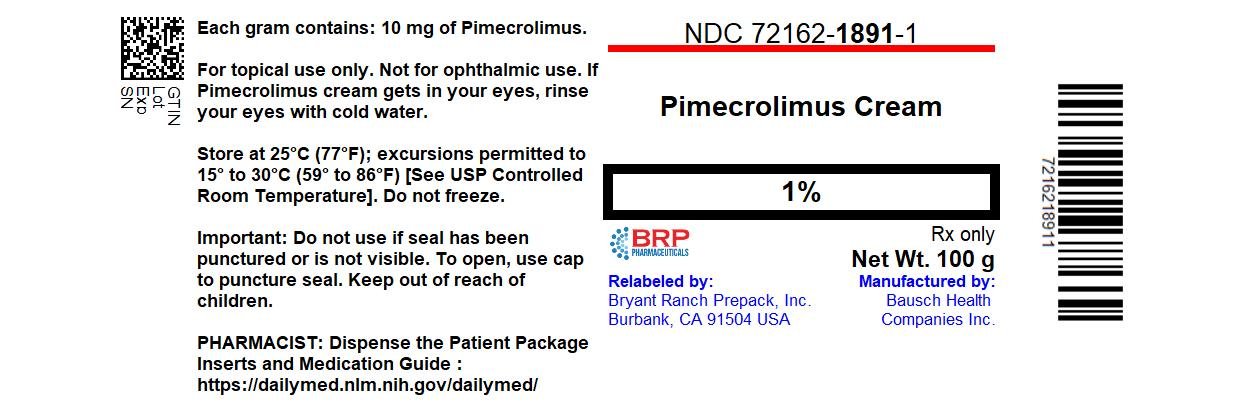 GTIN
Lot
Exp
SN
Each gram contains: 10 mg of Pimecrolimus.
For topical use only. Not for ophthalmic use. If
Pimecrolimus cream gets in your eyes, rinse
your eyes with cold water.
Store at 25°C (77°F); excursions permitted to
15° to 30°C (59° to 86°F) [See USP Controlled
Room Temperature]. Do not freeze.
Important: Do not use if seal has been
punctured or is not visible. To open, use cap
to puncture seal. Keep out of reach of
children.
PHARMACIST: Dispense the Patient Package
Inserts and Medication Guide :
https://dailymed.nlm.nih.gov/dailymed/
NDC 72162-1891-1
Pimecrolimus Cream
1%
BRP
PHARMACEUTICALS
Rx only
Net Wt. 100 g
Relabeled by:
Bryant Ranch Prepack, Inc.
Burbank, CA 91504 USA
Manufactured by:
Bausch Health
Companies Inc.
7216218911